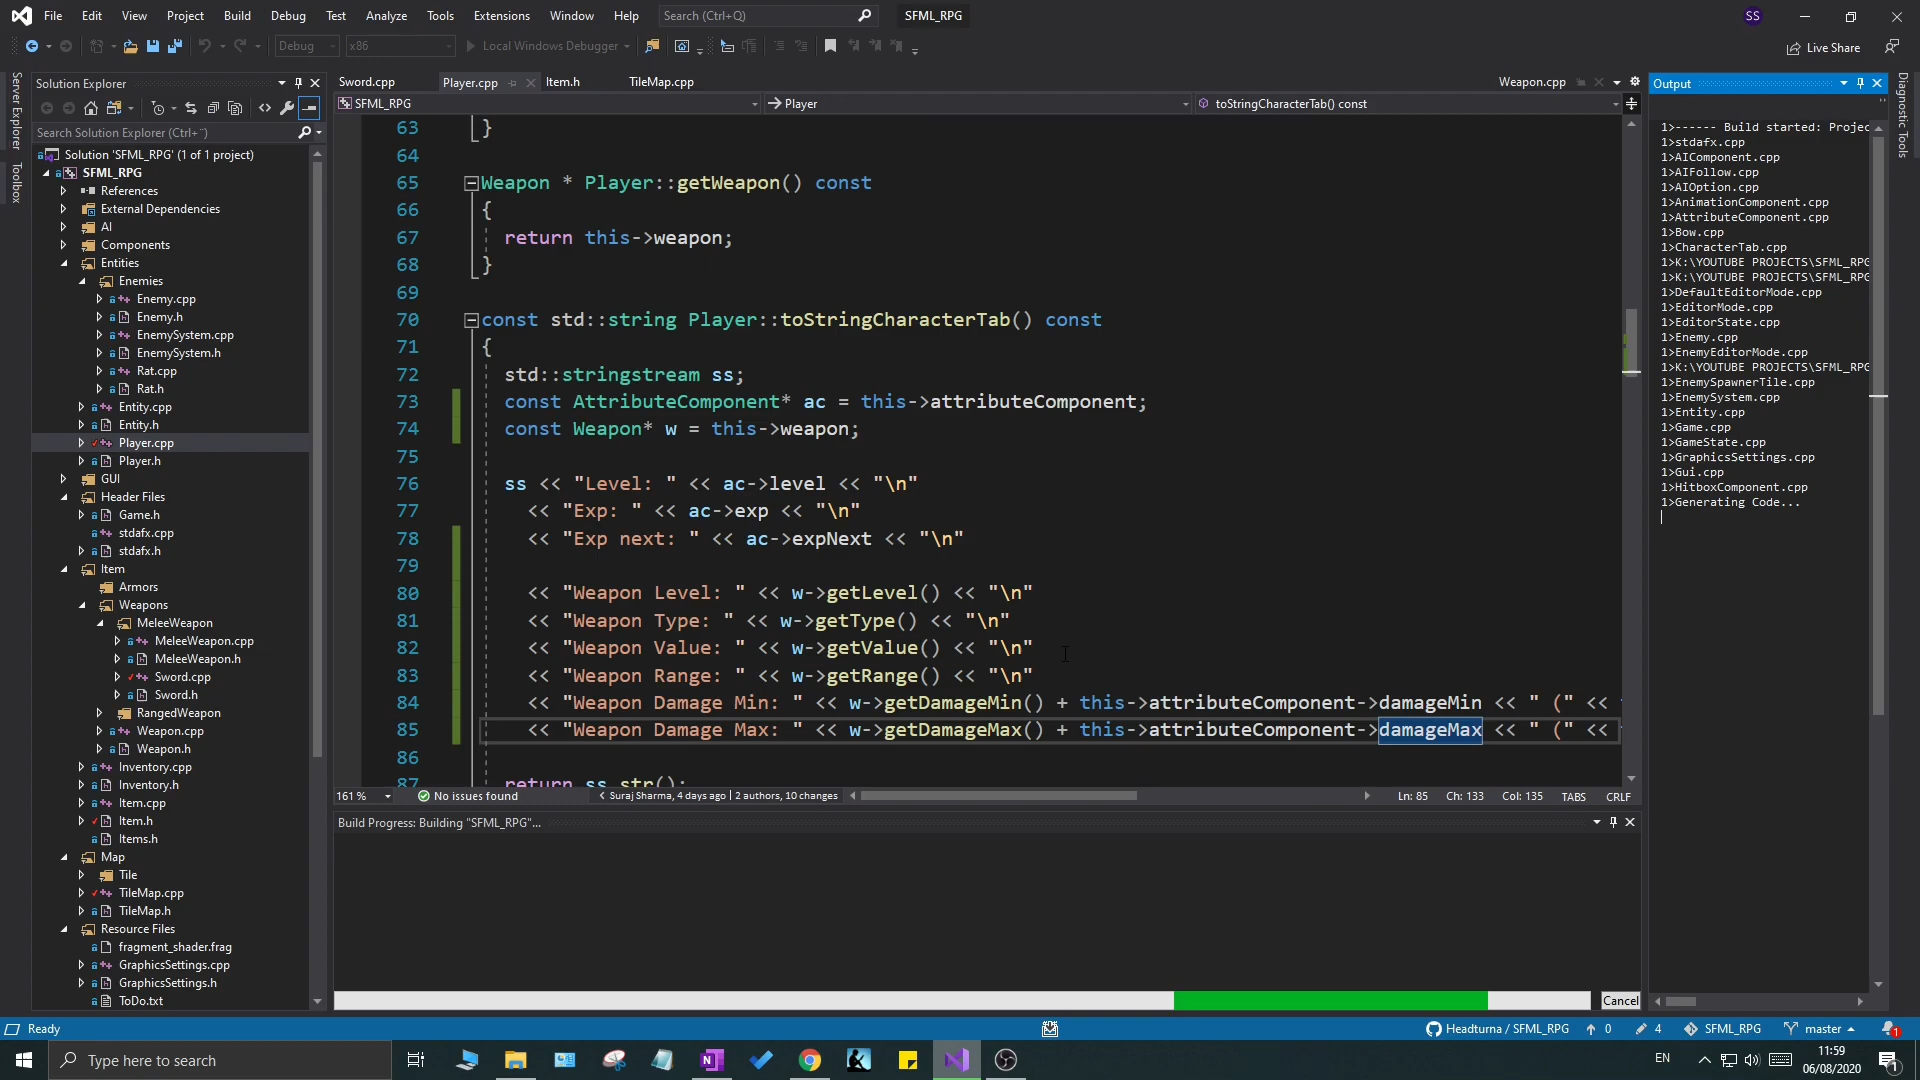 File Edit View Project Build Debug Test Analyze Tools Extensions Window Help Search (Ctrl+Q) SFML_RPG SS
Debug x86 Local Windows Debugger Live Share
Server Explorer
Toolbox
Solution Explorer
Search Solution Explorer (Ctrl+¨)
Solution 'SFML_RPG' (1 of 1 project)
SFML_RPG
References
External Dependencies
AI
Components
Entities
Enemies
Enemy.cpp
Enemy.h
EnemySystem.cpp
EnemySystem.h
Rat.cpp
Rat.h
Entity.cpp
Entity.h
Player.cpp
Player.h
GUI
Header Files
Game.h
stdafx.cpp
stdafx.h
Item
Armors
Weapons
MeleeWeapon
MeleeWeapon.cpp
MeleeWeapon.h
Sword.cpp
Sword.h
RangedWeapon
Weapon.cpp
Weapon.h
Inventory.cpp
Inventory.h
Item.cpp
Item.h
Items.h
Map
Tile
TileMap.cpp
TileMap.h
Resource Files
fragment_shader.frag
GraphicsSettings.cpp
GraphicsSettings.h
ToDo.txt
Sword.cpp Player.cpp Item.h TileMap.cpp Weapon.cpp
SFML_RPG Player toStringCharacterTab() const
63 }
64
65 Weapon * Player::getWeapon() const
66 {
67 return this->weapon;
68 }
69
70 const std::string Player::toStringCharacterTab() const
71 {
72 std::stringstream ss;
73 const AttributeComponent* ac = this->attributeComponent;
74 const Weapon* w = this->weapon;
75
76 ss << "Level: " << ac->level << "\n"
77 << "Exp: " << ac->exp << "\n"
78 << "Exp next: " << ac->expNext << "\n"
79
80 << "Weapon Level: " << w->getLevel() << "\n"
81 << "Weapon Type: " << w->getType() << "\n"
82 << "Weapon Value: " << w->getValue() << "\n"
83 << "Weapon Range: " << w->getRange() << "\n"
84 << "Weapon Damage Min: " << w->getDamageMin() + this->attributeComponent->damageMin << " (" <<
85 << "Weapon Damage Max: " << w->getDamageMax() + this->attributeComponent->damageMax << " (" <<
86
87 return ss.str();
161 % No issues found < Suraj Sharma, 4 days ago | 2 authors, 10 changes Ln: 85 Ch: 133 Col: 135 TABS CRLF
Build Progress: Building "SFML_RPG"...
Cancel
Output
1>------ Build started: Projec
1>stdafx.cpp
1>AIComponent.cpp
1>AIFollow.cpp
1>AIOption.cpp
1>AnimationComponent.cpp
1>AttributeComponent.cpp
1>Bow.cpp
1>CharacterTab.cpp
1>K:\YOUTUBE PROJECTS\SFML_RPG
1>K:\YOUTUBE PROJECTS\SFML_RPG
1>DefaultEditorMode.cpp
1>EditorMode.cpp
1>EditorState.cpp
1>Enemy.cpp
1>EnemyEditorMode.cpp
1>K:\YOUTUBE PROJECTS\SFML_RPG
1>EnemySpawnerTile.cpp
1>EnemySystem.cpp
1>Entity.cpp
1>Game.cpp
1>GameState.cpp
1>GraphicsSettings.cpp
1>Gui.cpp
1>HitboxComponent.cpp
1>Generating Code...
Diagnostic Tools
Ready Headturna / SFML_RPG 0 4 SFML_RPG master 1
Type here to search EN 11:59
06/08/2020 1